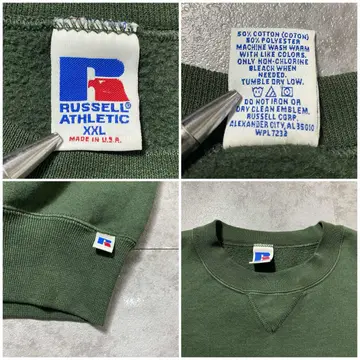 RUSSELL®
ATHLETIC
XXL
MADE IN U.S.A.
50% COTTON (COTON)
50% POLYESTER
MACHINE WASH WARM
WITH LIKE COLORS.
ONLY NON-CHLORINE
BLEACH WHEN
NEEDED.
TUMBLE DRY LOW.
DO NOT IRON OR
DRY CLEAN EMBLEM.
RUSSELL CORP.
ALEXANDER CITY, AL 35010
WPL 7233